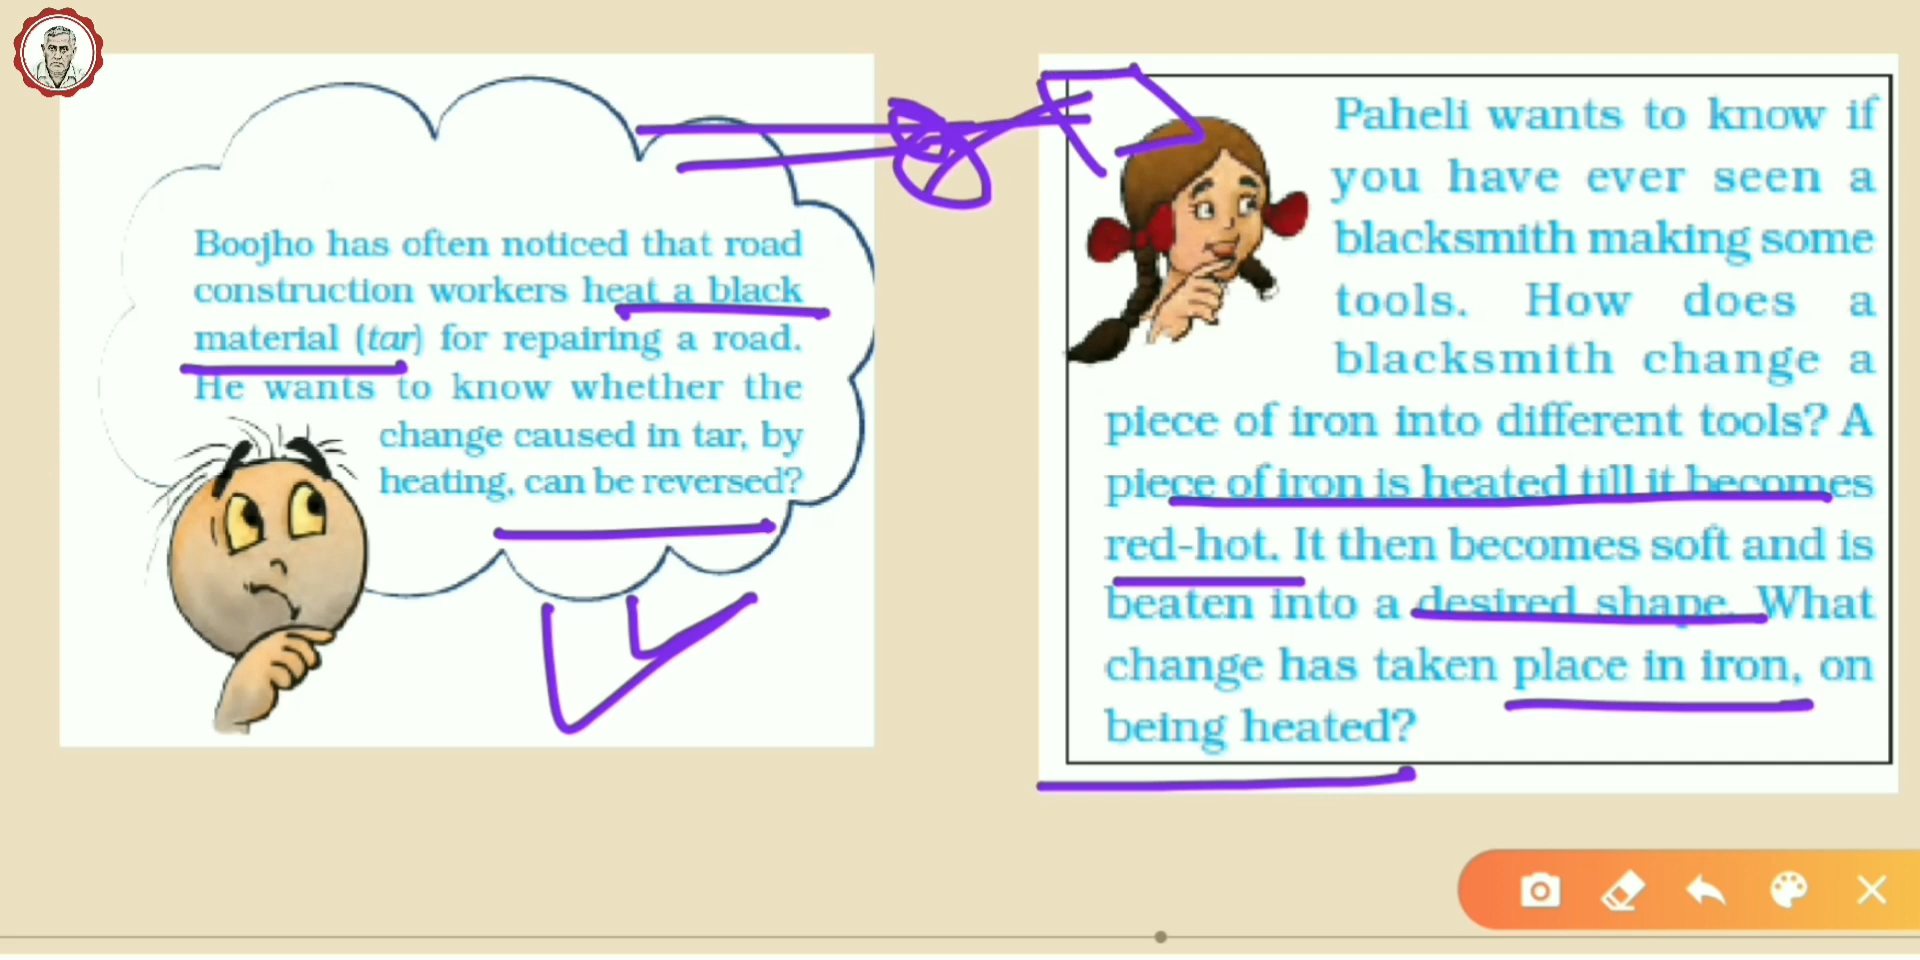 Boojho has often noticed that road
construction workers heat a black
material (tar) for repairing a road.
He wants to know whether the
change caused in tar, by
heating, can be reversed?
Paheli wants to know if
you have ever seen a
blacksmith making some
tools. How does a
blacksmith change a
piece of iron into different tools? A
piece of iron is heated till it becomes
red-hot. It then becomes soft and is
beaten into a desired shape. What
change has taken place in iron, on
being heated?